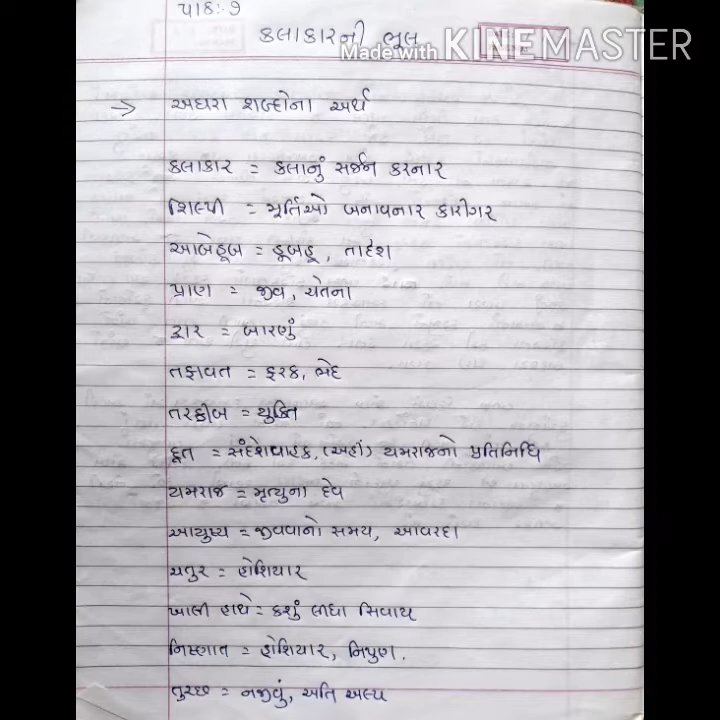 પાઠ:-૭
કલાકારની ભૂલ
Made with KINEMASTER
→ અઘરા શબ્દોના અર્થ
કલાકાર = કલાનું સર્જન કરનાર
શિલ્પી = મૂર્તિઓ બનાવનાર કારીગર
આબેહૂબ = હૂબહૂ, તાદેશ
પ્રાણ = જીવ, ચેતના
દ્વાર = બારણું
તફાવત = ફરક, ભેદ
તરકીબ = યુક્તિ
દૂત = સંદેશેવાહક, (અહીં) યમરાજનો પ્રતિનિધિ
યમરાજ = મૃત્યુના દેવ
આયુષ્ય = જીવવાનો સમય, આવરદા
ચતુર = હોશિયાર
ખાલી હાથે = કશું લીધા સિવાય
નિષ્ણાત = હોશિયાર, નિપુણ.
તુચ્છ = નજીવું, અતિ અલ્પ